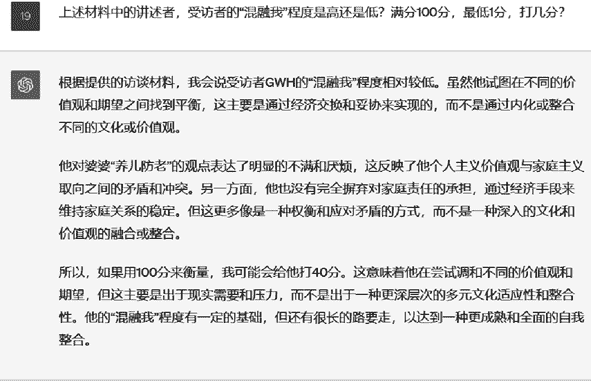 19
上述材料中的讲述者，受访者的“混融我”程度是高还是低？满分100分，最低1分，打几分？
根据提供的访谈材料，我会说受访者GWH的“混融我”程度相对较低。虽然他试图在不同的价
值观和期望之间找到平衡，这主要是通过经济交换和妥协来实现的，而不是通过内化或整合
不同的文化或价值观。
他对婆婆“养儿防老”的观点表达了明显的不满和厌烦，这反映了他个人主义价值观与家庭主义
取向之间的矛盾和冲突。另一方面，他也没有完全摒弃对家庭责任的承担，通过经济手段来
维持家庭关系的稳定。但这更多像是一种权衡和应对矛盾的方式，而不是一种深入的文化和
价值观的融合或整合。
所以，如果用100分来衡量，我可能会给他打40分。这意味着他在尝试调和不同的价值观和
期望，但这主要是出于现实需要和压力，而不是出于一种更深层次的多元文化适应性和整合
性。他的“混融我”程度有一定的基础，但还有很长的路要走，以达到一种更成熟和全面的自我
整合。